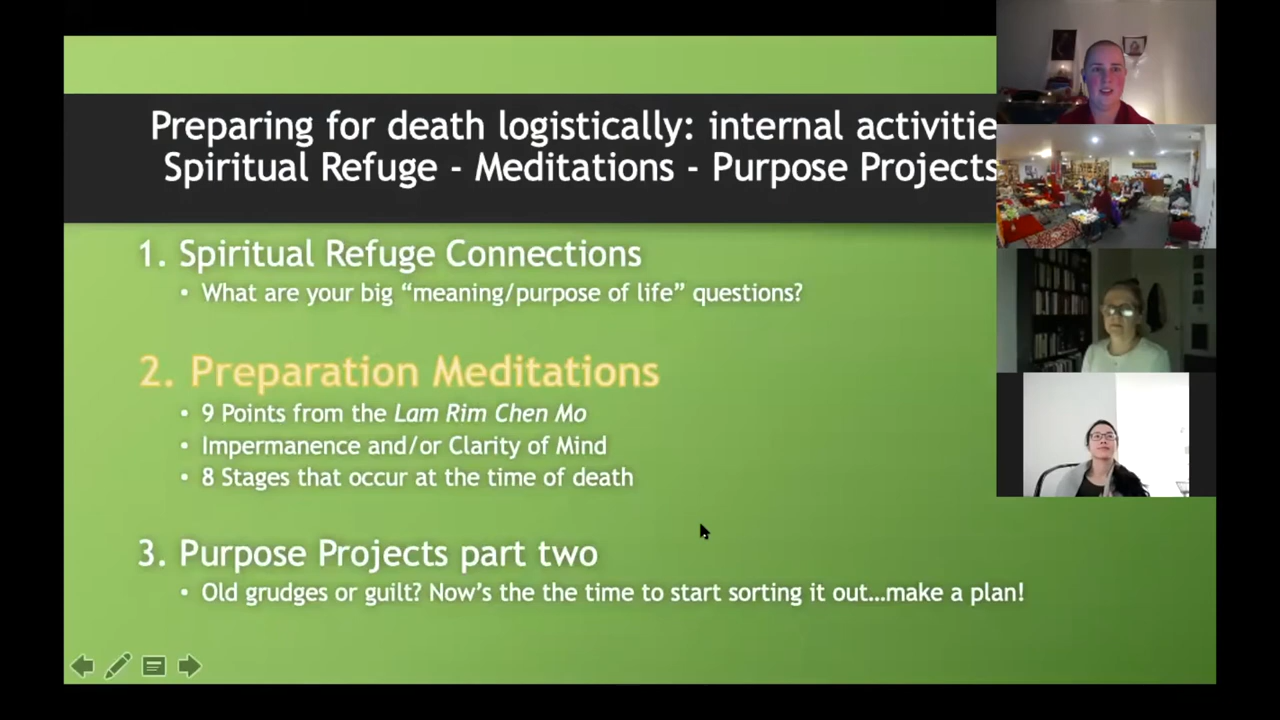 Preparing for death logistically: internal activitie
Spiritual Refuge - Meditations - Purpose Projects
1. Spiritual Refuge Connections
• What are your big “meaning/purpose of life” questions?
2. Preparation Meditations
• 9 Points from the Lam Rim Chen Mo
• Impermanence and/or Clarity of Mind
• 8 Stages that occur at the time of death
3. Purpose Projects part two
• Old grudges or guilt? Now’s the the time to start sorting it out…make a plan!